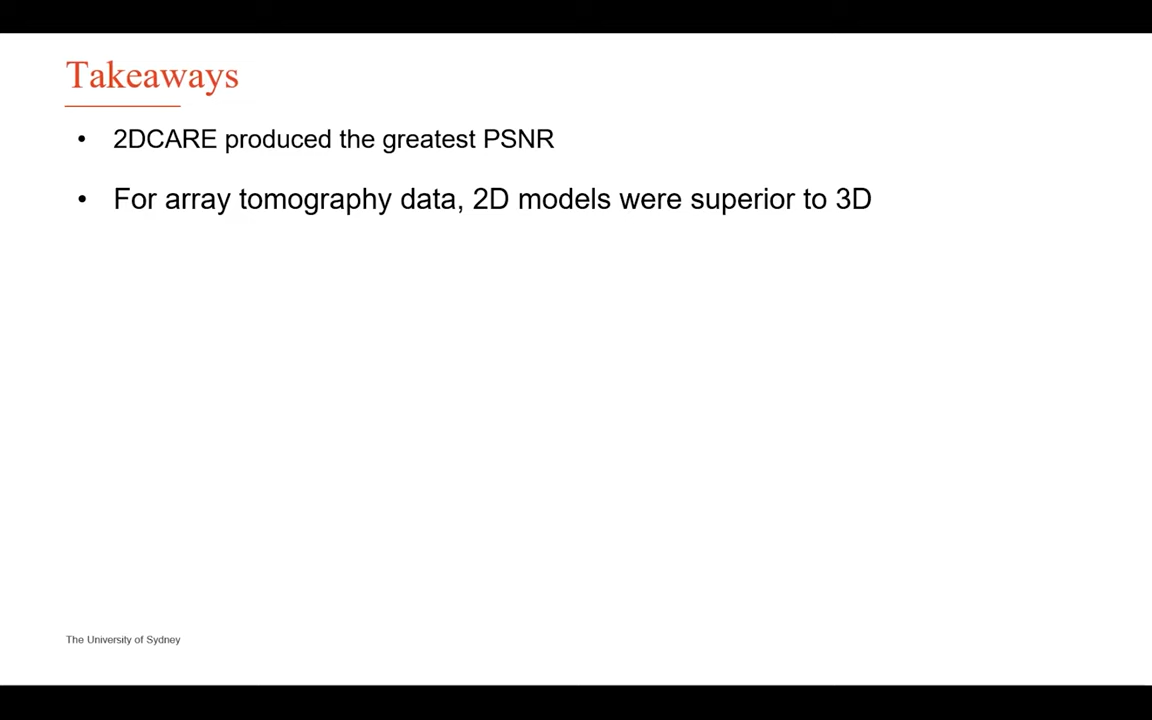 Takeaways
• 2DCARE produced the greatest PSNR
• For array tomography data, 2D models were superior to 3D
The University of Sydney